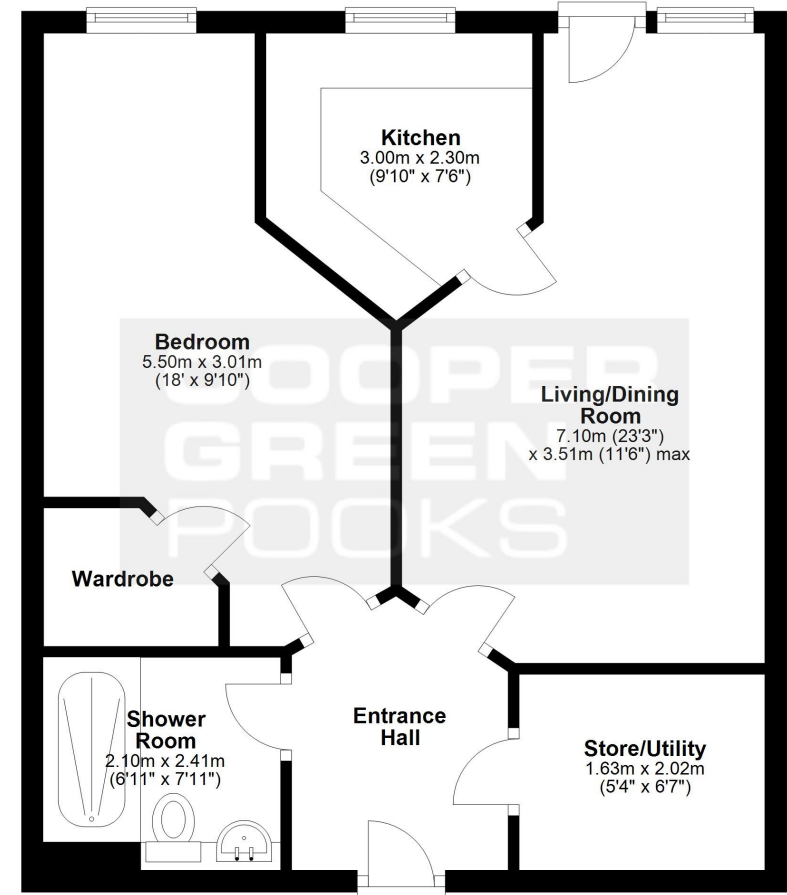 Kitchen
3.00m x 2.30m
(9'10" x 7'6")
Bedroom
5.50m x 3.01m
(18' x 9'10")
Living/Dining
Room
7.10m (23'3")
x 3.51m (11'6") max
COOPER
GREEN
POOKS
Wardrobe
Shower
Room
2.10m x 2.41m
(6'11" x 7'11")
Entrance
Hall
Store/Utility
1.63m x 2.02m
(5'4" x 6'7")